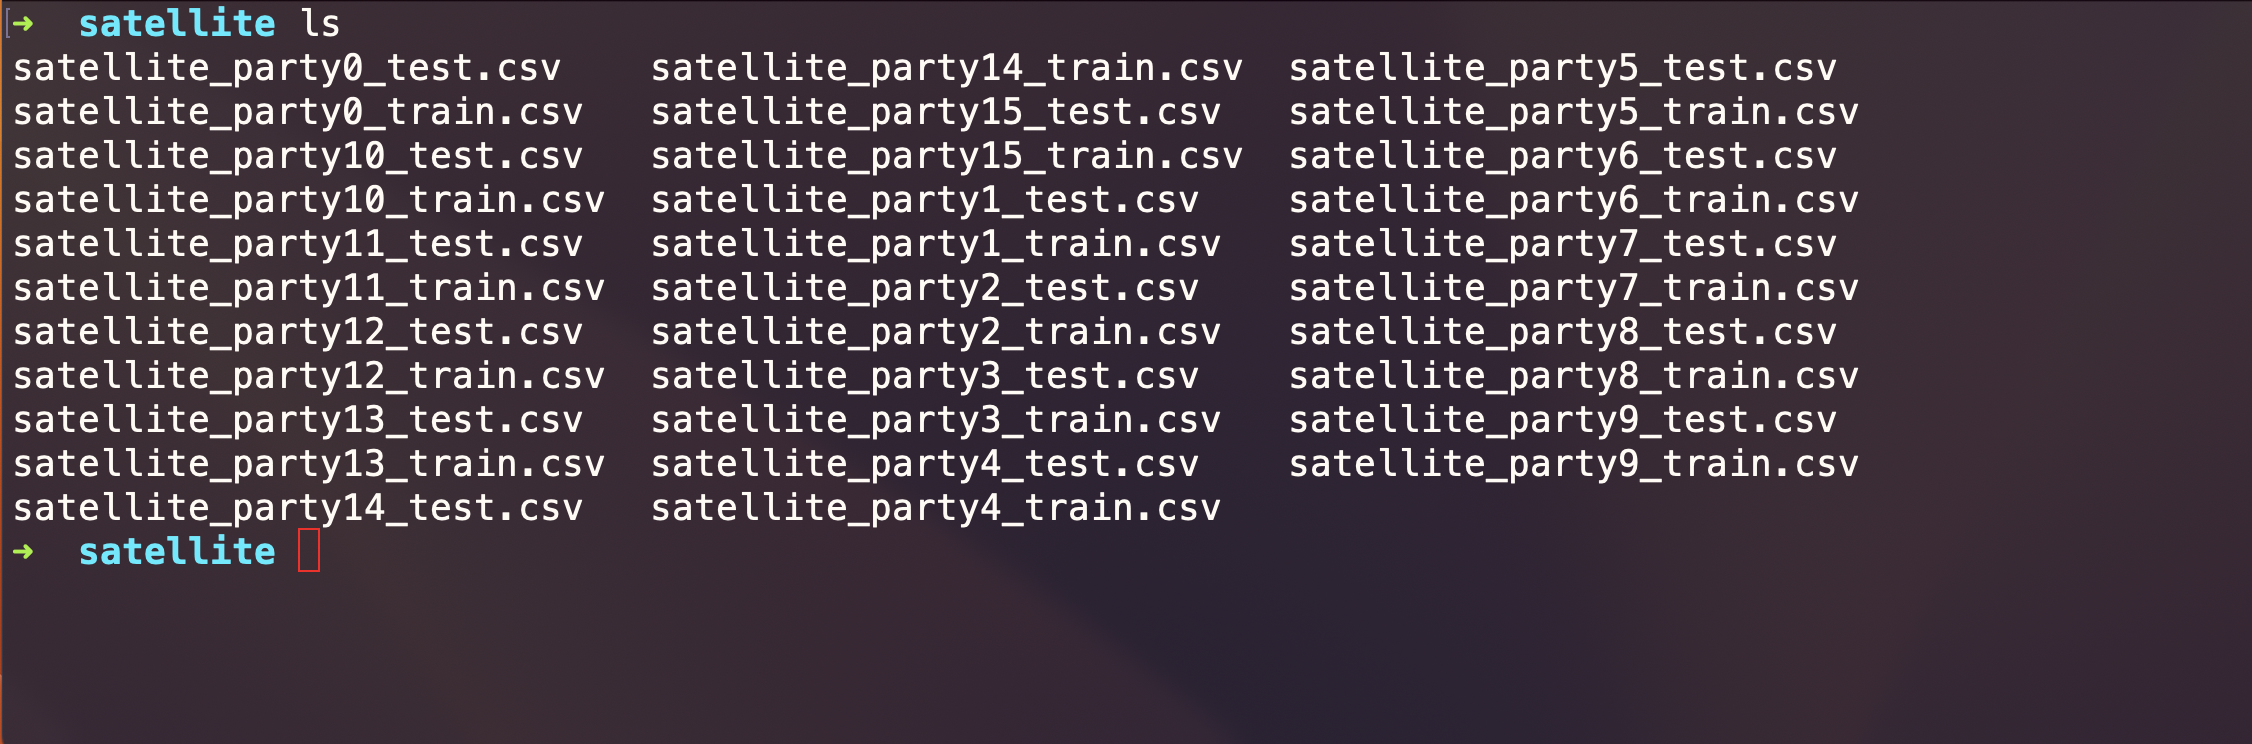 ➜  satellite ls
satellite_party0_test.csv    satellite_party14_train.csv  satellite_party5_test.csv
satellite_party0_train.csv   satellite_party15_test.csv   satellite_party5_train.csv
satellite_party10_test.csv   satellite_party15_train.csv  satellite_party6_test.csv
satellite_party10_train.csv  satellite_party1_test.csv    satellite_party6_train.csv
satellite_party11_test.csv   satellite_party1_train.csv   satellite_party7_test.csv
satellite_party11_train.csv  satellite_party2_test.csv    satellite_party7_train.csv
satellite_party12_test.csv   satellite_party2_train.csv   satellite_party8_test.csv
satellite_party12_train.csv  satellite_party3_test.csv    satellite_party8_train.csv
satellite_party13_test.csv   satellite_party3_train.csv   satellite_party9_test.csv
satellite_party13_train.csv  satellite_party4_test.csv    satellite_party9_train.csv
satellite_party14_test.csv   satellite_party4_train.csv
➜  satellite